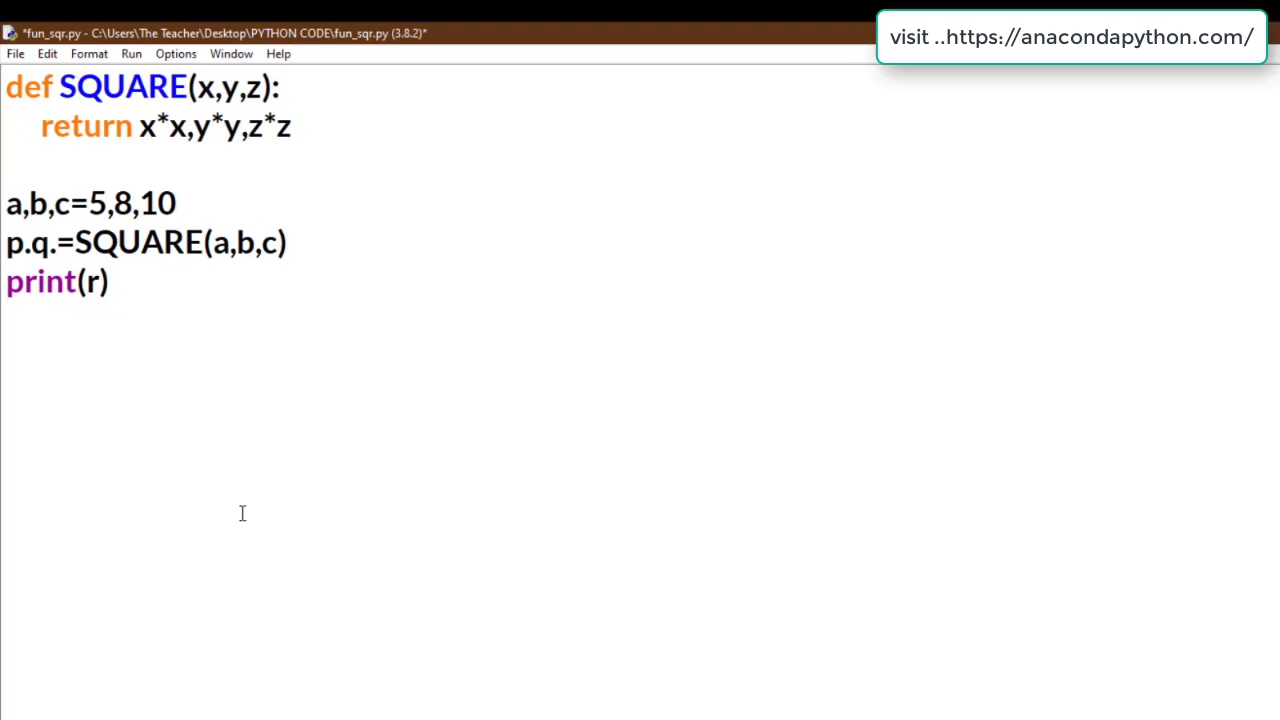 *fun_sqr.py - C:\Users\The Teacher\Desktop\PYTHON CODE\fun_sqr.py (3.8.2)*
visit ..https://anacondapython.com/
File Edit Format Run Options Window Help
def SQUARE(x,y,z):
    return x*x,y*y,z*z
a,b,c=5,8,10
p.q.=SQUARE(a,b,c)
print(r)